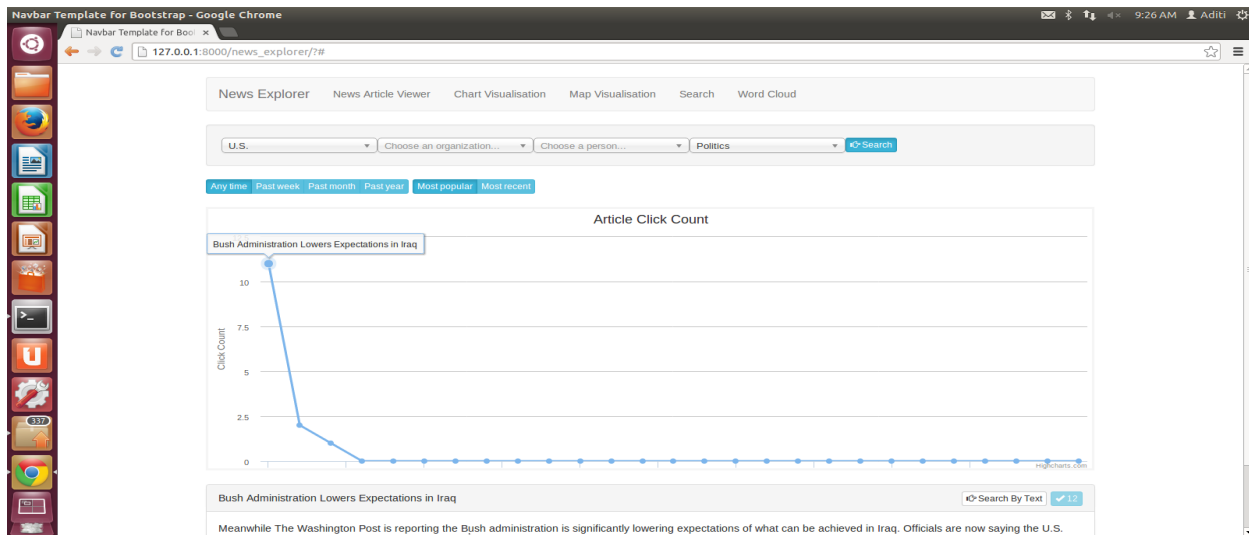 Navbar Template for Bootstrap - Google Chrome
9:26 AM Aditi
Navbar Template for Boo
127.0.0.1:8000/news_explorer/?#
News Explorer News Article Viewer Chart Visualisation Map Visualisation Search Word Cloud
U.S. Choose an organization... Choose a person... Politics Search
Any time Past week Past month Past year Most popular Most recent
Article Click Count
Bush Administration Lowers Expectations in Iraq
10
7.5
5
2.5
0
Click Count
Highcharts.com
337
Bush Administration Lowers Expectations in Iraq Search By Text 12
Meanwhile The Washington Post is reporting the Bush administration is significantly lowering expectations of what can be achieved in Iraq. Officials are now saying the U.S.